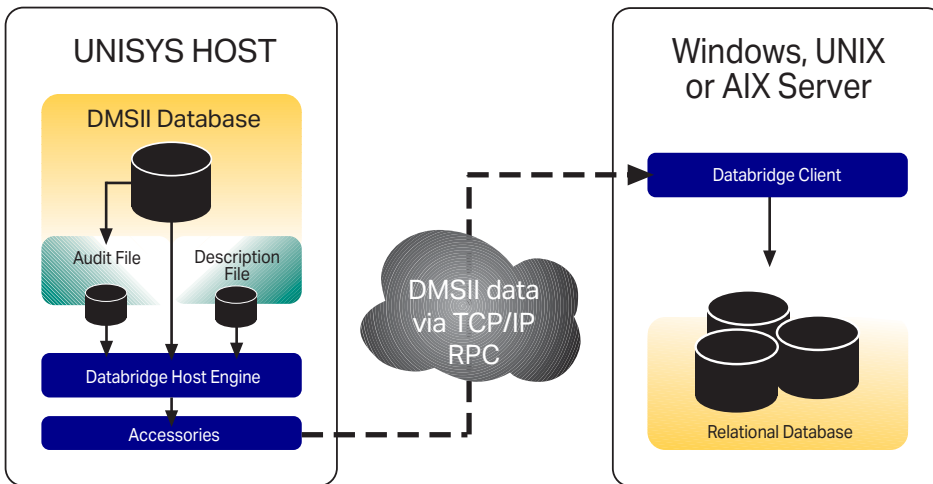 UNISYS HOST
DMSII Database
Audit File
Description
File
Databridge Host Engine
Accessories
DMSII data
via TCP/IP
RPC
Windows, UNIX
or AIX Server
Databridge Client
Relational Database